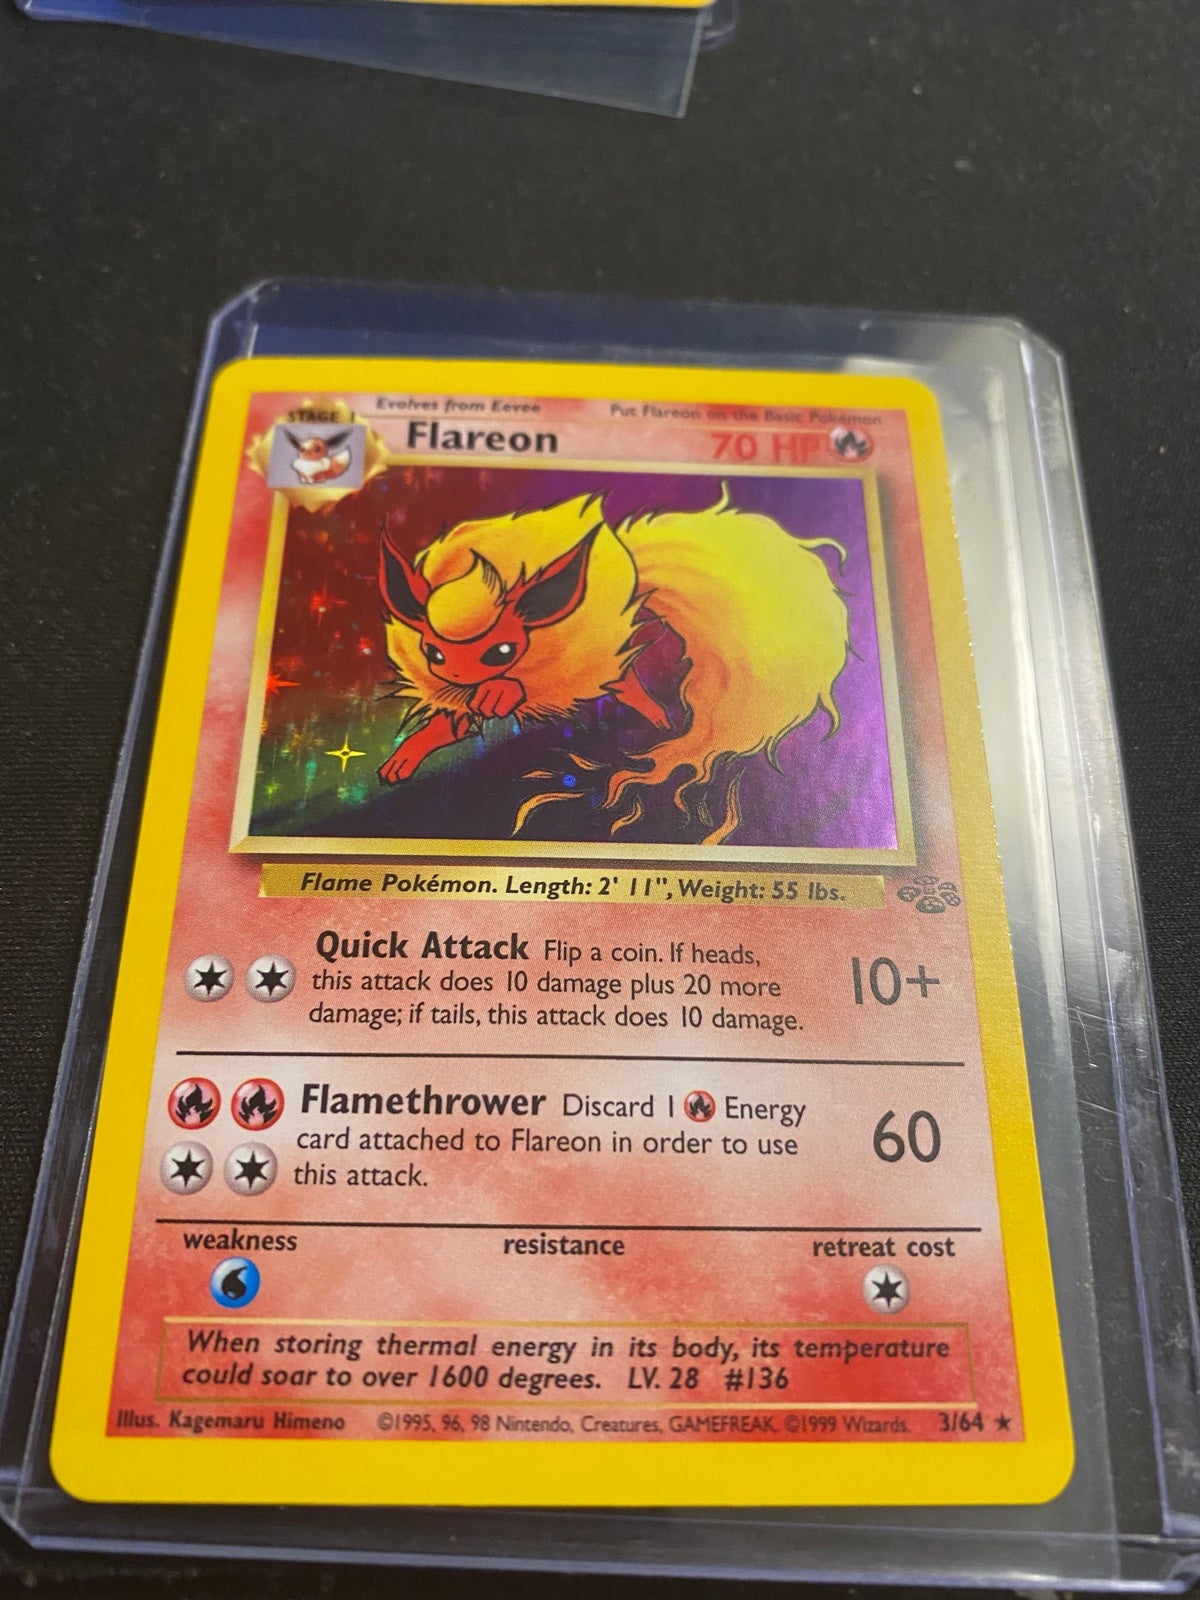 STAGE 1
Evolves from Eevee
Put Flareon on the Basic Pokémon
Flareon
70 HP
Flame Pokémon. Length: 2' 11", Weight: 55 lbs.
Quick Attack Flip a coin. If heads,
this attack does 10 damage plus 20 more
damage; if tails, this attack does 10 damage.
10+
Flamethrower Discard 1 Energy
card attached to Flareon in order to use
this attack.
60
weakness
resistance
retreat cost
When storing thermal energy in its body, its temperature
could soar to over 1600 degrees. LV. 28 #136
Illus. Kagemaru Himeno ©1995, 96, 98 Nintendo, Creatures, GAMEFREAK. ©1999 Wizards. 3/64 ★